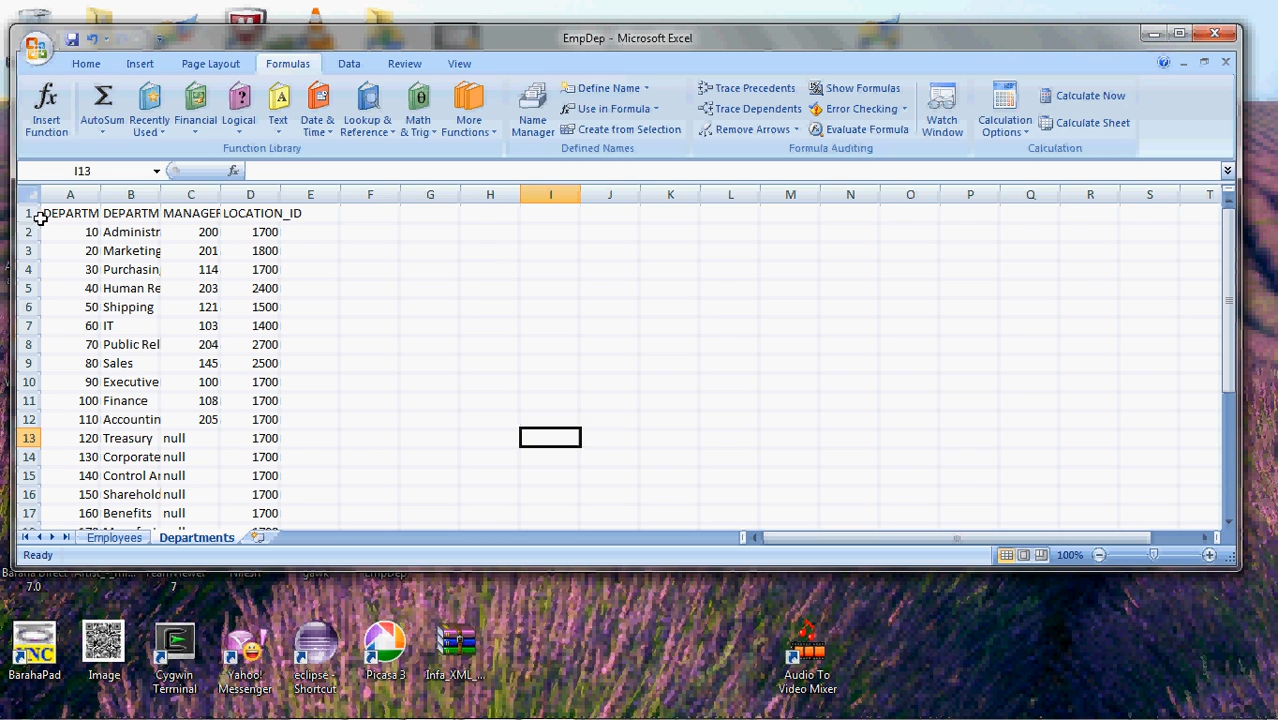 EmpDep - Microsoft Excel
Home Insert Page Layout Formulas Data Review View
Insert Function
AutoSum
Recently Used
Financial
Logical
Text
Date & Time
Lookup & Reference
Math & Trig
More Functions
Function Library
Name Manager
Define Name
Use in Formula
Create from Selection
Defined Names
Trace Precedents
Trace Dependents
Remove Arrows
Show Formulas
Error Checking
Evaluate Formula
Formula Auditing
Watch Window
Calculation Options
Calculate Now
Calculate Sheet
Calculation
I13 fx
A B C D E F G H I J K L M N O P Q R S T
1 DEPARTM DEPARTM MANAGER LOCATION_ID
2 10 Administr 200 1700
3 20 Marketing 201 1800
4 30 Purchasin 114 1700
5 40 Human Re 203 2400
6 50 Shipping 121 1500
7 60 IT 103 1400
8 70 Public Rel 204 2700
9 80 Sales 145 2500
10 90 Executive 100 1700
11 100 Finance 108 1700
12 110 Accountin 205 1700
13 120 Treasury null 1700
14 130 Corporate null 1700
15 140 Control An null 1700
16 150 Sharehold null 1700
17 160 Benefits null 1700
Employees Departments
Ready 100%
7.0 7
BarahaPad
Image
Cygwin Terminal
Yahoo! Messenger
eclipse - Shortcut
Picasa 3
Infa_XML_...
Audio To Video Mixer